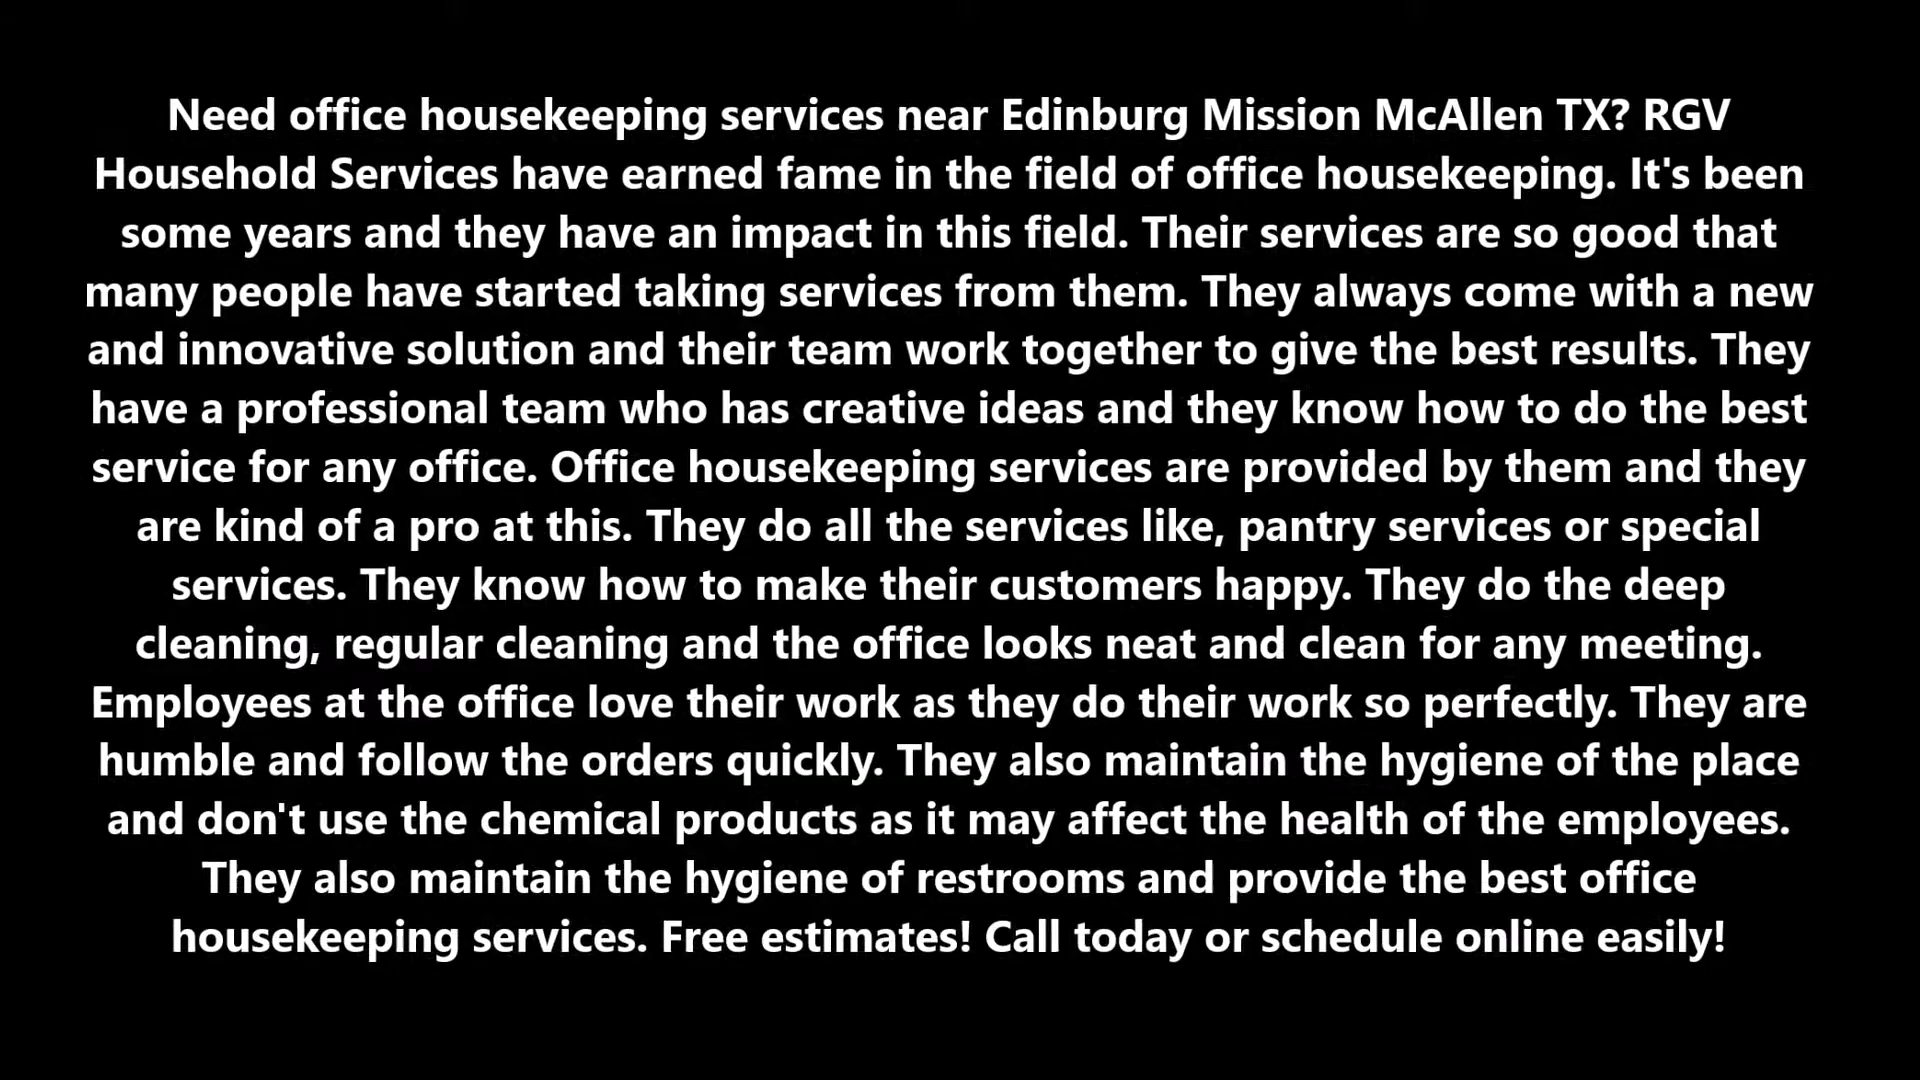 Need office housekeeping services near Edinburg Mission McAllen TX? RGV
Household Services have earned fame in the field of office housekeeping. It's been
some years and they have an impact in this field. Their services are so good that
many people have started taking services from them. They always come with a new
and innovative solution and their team work together to give the best results. They
have a professional team who has creative ideas and they know how to do the best
service for any office. Office housekeeping services are provided by them and they
are kind of a pro at this. They do all the services like, pantry services or special
services. They know how to make their customers happy. They do the deep
cleaning, regular cleaning and the office looks neat and clean for any meeting.
Employees at the office love their work as they do their work so perfectly. They are
humble and follow the orders quickly. They also maintain the hygiene of the place
and don't use the chemical products as it may affect the health of the employees.
They also maintain the hygiene of restrooms and provide the best office
housekeeping services. Free estimates! Call today or schedule online easily!